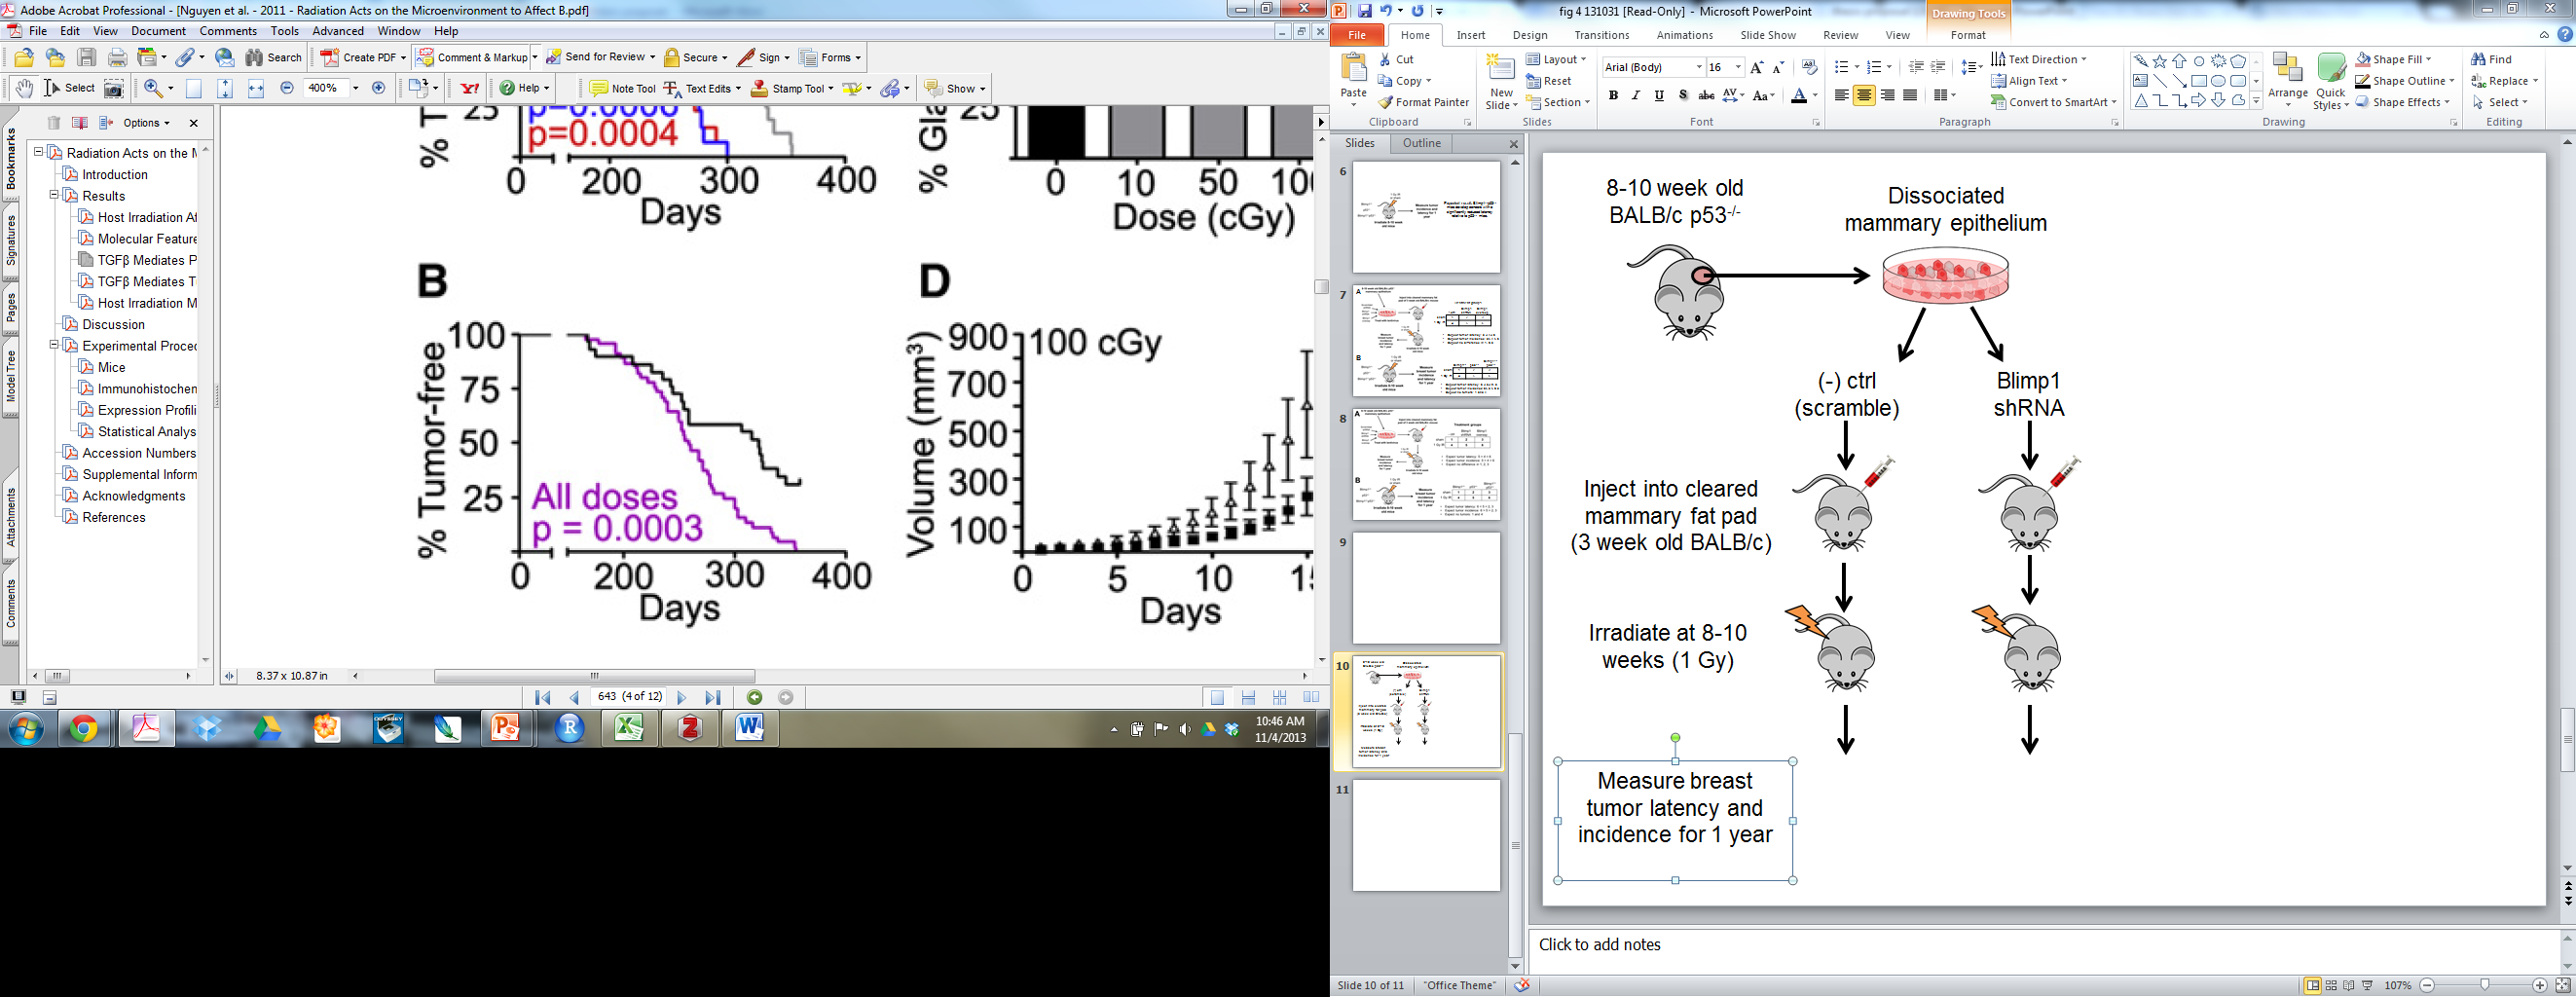 Adobe Acrobat Professional - [Nguyen et al. - 2011 - Radiation Acts on the Microenvironment to Affect B.pdf]
File Edit View Document Comments Tools Advanced Window Help
Search Create PDF Comment & Markup Send for Review Secure Sign Forms
Select 400% Y! Help Note Tool Text Edits Stamp Tool Show
Bookmarks
Signatures
Pages
Model Tree
Attachments
Comments
Options
Radiation Acts on the M
Introduction
Results
Host Irradiation Af
Molecular Feature
TGFβ Mediates P
TGFβ Mediates T
Host Irradiation M
Discussion
Experimental Proced
Mice
Immunohistochen
Expression Profili
Statistical Analys
Accession Numbers
Supplemental Inform
Acknowledgments
References
% T
25
p=0.0004
0 200 300 400
Days
% Gla
25
0 10 50 100
Dose (cGy)
B
% Tumor-free
100
75
50
25
All doses
p = 0.0003
0 200 300 400
Days
D
Volume (mm³)
900
700
500
300
100
100 cGy
0 5 10 15
Days
8.37 x 10.87 in
643 (4 of 12)
10:46 AM
11/4/2013
fig 4 131031 [Read-Only] - Microsoft PowerPoint
Drawing Tools
File Home Insert Design Transitions Animations Slide Show Review View Format
Paste
Cut
Copy
Format Painter
Clipboard
New Slide
Layout
Reset
Section
Slides
Arial (Body) 16
B I U S abc AV Aa A
Font
Text Direction
Align Text
Convert to SmartArt
Paragraph
Arrange
Quick Styles
Shape Fill
Shape Outline
Shape Effects
Drawing
Find
Replace
Select
Editing
Slides Outline
6
7
8
9
10
11
8-10 week old
BALB/c p53-/-
Dissociated
mammary epithelium
(-) ctrl
(scramble)
Blimp1
shRNA
Inject into cleared
mammary fat pad
(3 week old BALB/c)
Irradiate at 8-10
weeks (1 Gy)
Measure breast
tumor latency and
incidence for 1 year
Click to add notes
Slide 10 of 11 "Office Theme" 107%